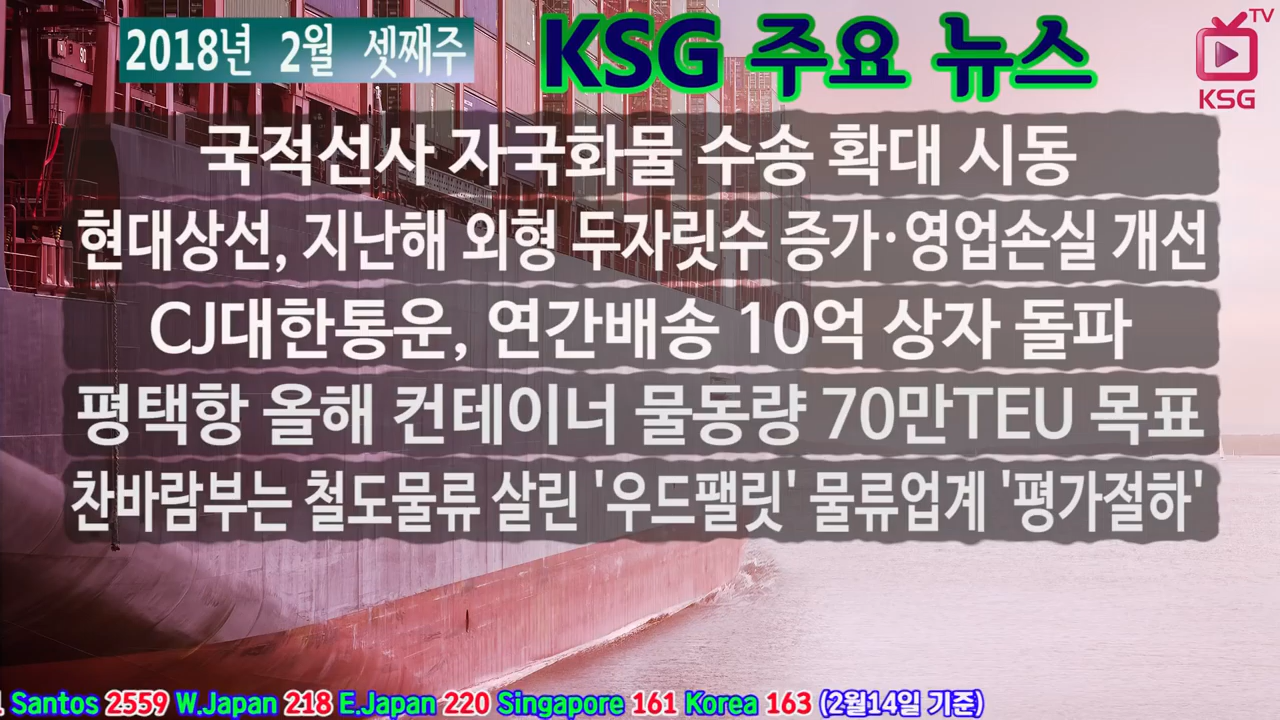 2018년 2월 셋째주
KSG 주요 뉴스
TV
KSG
국적선사 자국화물 수송 확대 시동
현대상선, 지난해 외형 두자릿수 증가·영업손실 개선
CJ대한통운, 연간배송 10억 상자 돌파
평택항 올해 컨테이너 물동량 70만TEU 목표
찬바람부는 철도물류 살린 '우드팰릿' 물류업계 '평가절하'
Santos 2559 W.Japan 218 E.Japan 220 Singapore 161 Korea 163 (2월14일 기준)